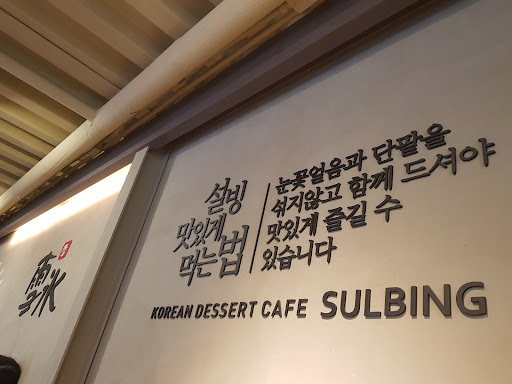 雪氷
설빙
맛있게
먹는법
눈꽃얼음과 단팥을
섞지않고 함께 드셔야
맛있게 즐길 수
있습니다
KOREAN DESSERT CAFE SULBING